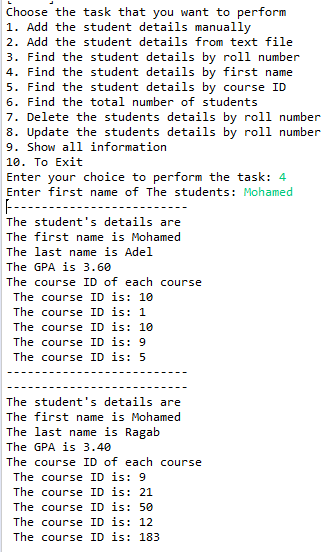 Choose the task that you want to perform
1. Add the student details manually
2. Add the student details from text file
3. Find the student details by roll number
4. Find the student details by first name
5. Find the student details by course ID
6. Find the total number of students
7. Delete the students details by roll number
8. Update the students details by roll number
9. Show all information
10. To Exit
Enter your choice to perform the task: 4
Enter first name of The students: Mohamed
--------------------------
The student's details are
The first name is Mohamed
The last name is Adel
The GPA is 3.60
The course ID of each course
 The course ID is: 10
 The course ID is: 1
 The course ID is: 10
 The course ID is: 9
 The course ID is: 5
--------------------------
--------------------------
The student's details are
The first name is Mohamed
The last name is Ragab
The GPA is 3.40
The course ID of each course
 The course ID is: 9
 The course ID is: 21
 The course ID is: 50
 The course ID is: 12
 The course ID is: 183